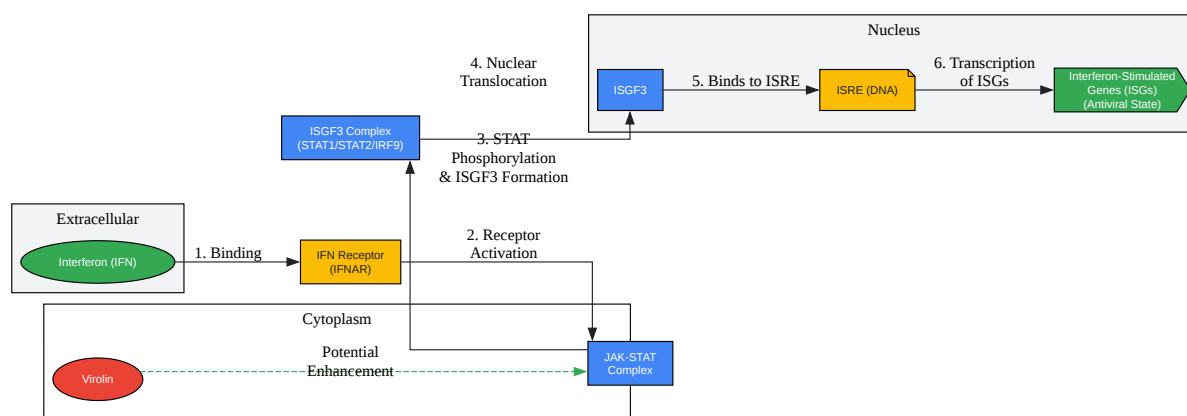 Nucleus
4. Nuclear
Translocation
ISGF3
5. Binds to ISRE
ISRE (DNA)
6. Transcription
of ISGs
Interferon-Stimulated
Genes (ISGs)
(Antiviral State)
ISGF3 Complex
(STAT1/STAT2/IRF9)
3. STAT
Phosphorylation
& ISGF3 Formation
Extracellular
Interferon (IFN)
1. Binding
IFN Receptor
(IFNAR)
2. Receptor
Activation
Cytoplasm
Virolin
Potential
Enhancement
JAK-STAT
Complex